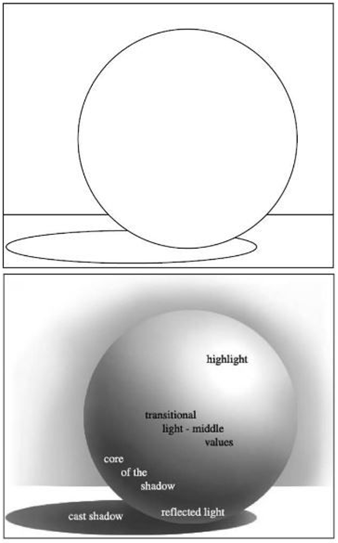 highlight
transitional
light - middle
values
core
of the
shadow
cast shadow
reflected light